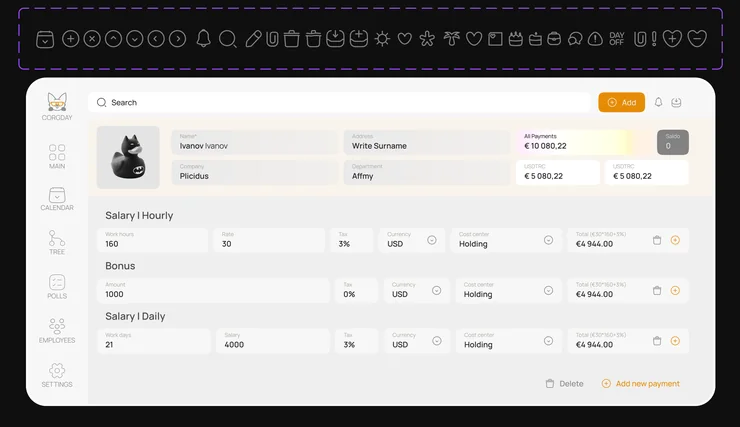 DAY
OFF
CORGDAY
Search
Add
MAIN
CALENDAR
TREE
POLLS
EMPLOYEES
SETTINGS
Name*
Ivanov Ivanov
Address
Write Surname
All Payments
€ 10 080,22
Saldo
0
Company
Plicidus
Department
Affmy
USDTRC
€ 5 080,22
USDTRC
€ 5 080,22
Salary | Hourly
Work hours
160
Rate
30
Tax
3%
Currency
USD
Cost center
Holding
Total (€30*160+3%)
€4 944.00
Bonus
Amount
1000
Tax
0%
Currency
USD
Cost center
Holding
Total (€30*160+3%)
€4 944.00
Salary | Daily
Work days
21
Salary
4000
Tax
3%
Currency
USD
Cost center
Holding
Total (€30*160+3%)
€4 944.00
Delete
Add new payment